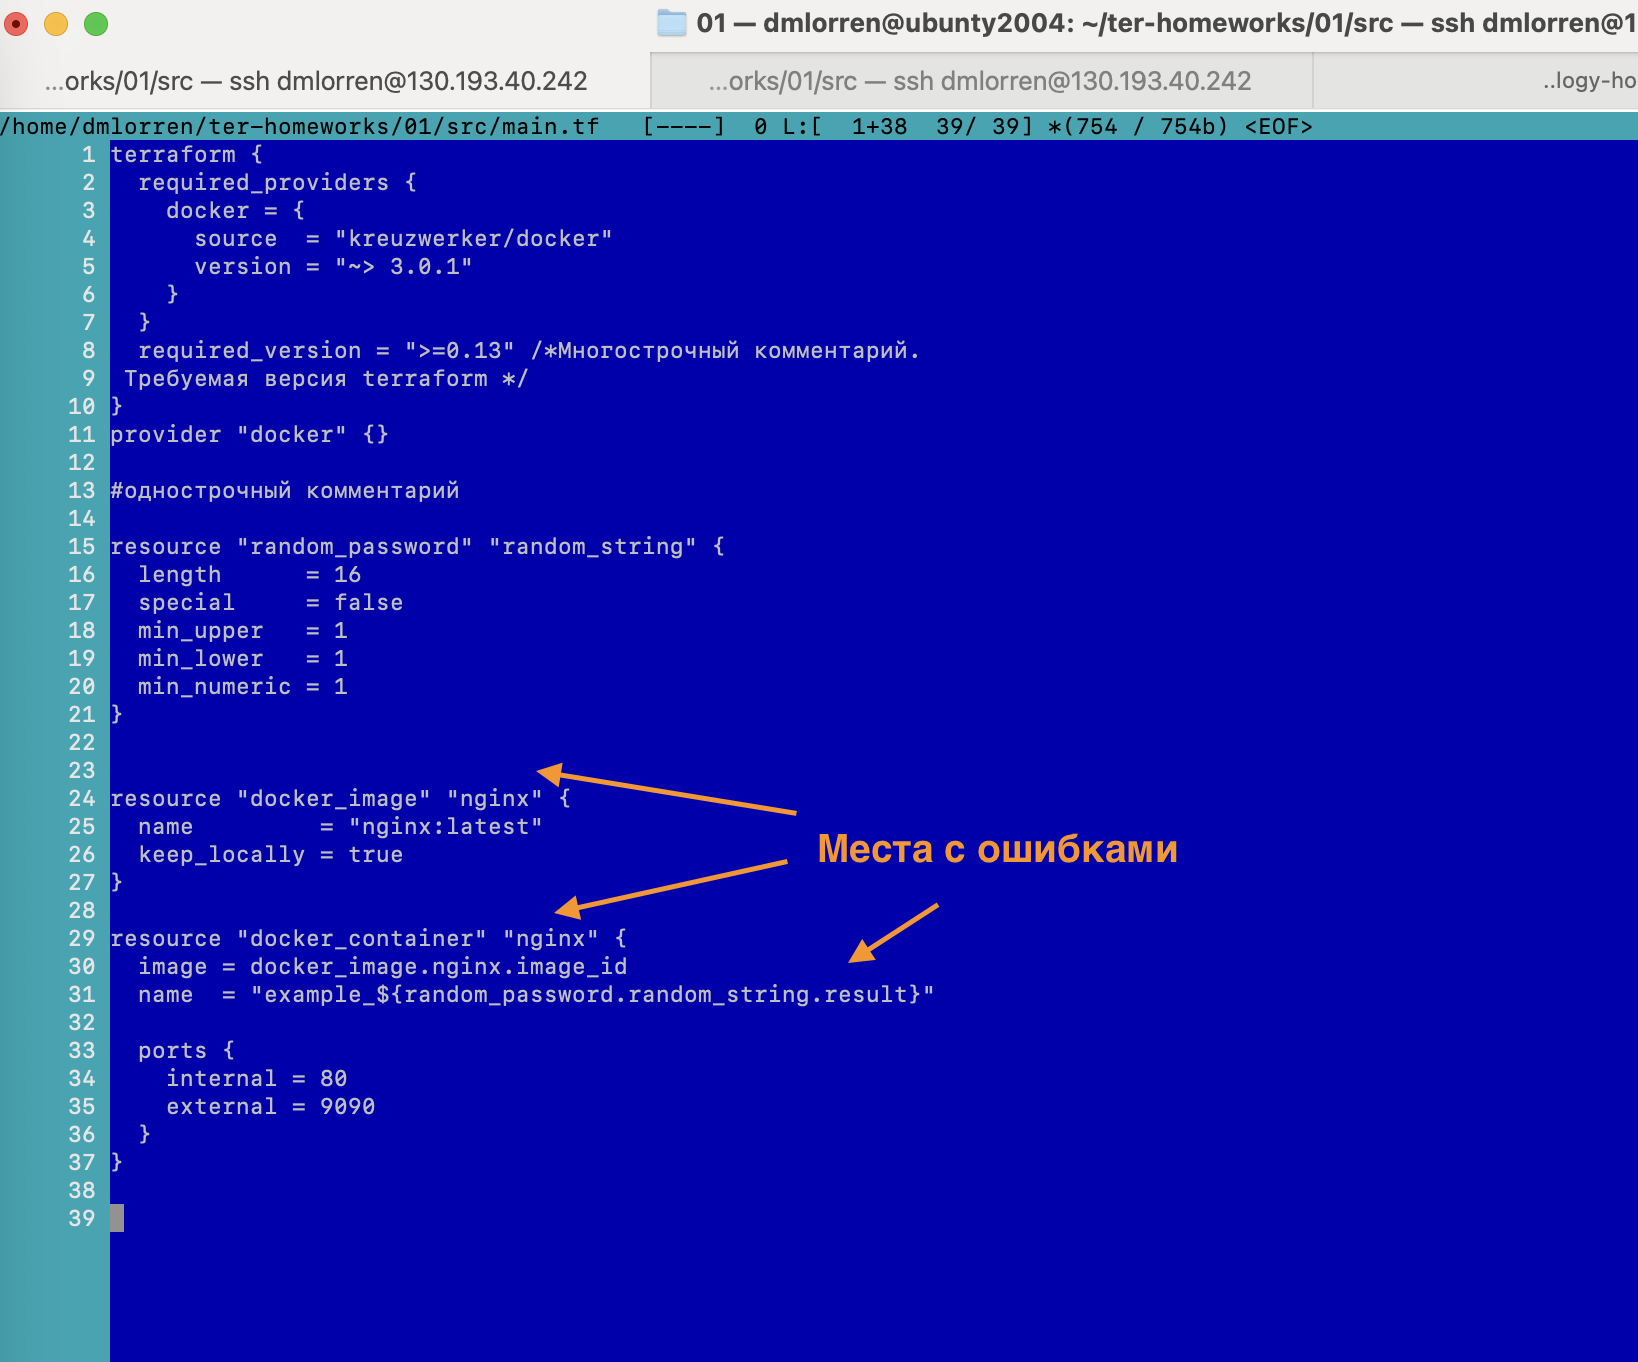 01 — dmlorren@ubunty2004: ~/ter-homeworks/01/src — ssh dmlorren@1
...orks/01/src — ssh dmlorren@130.193.40.242
...orks/01/src — ssh dmlorren@130.193.40.242
..logy-ho
/home/dmlorren/ter-homeworks/01/src/main.tf   [----]  0 L:[  1+38  39/ 39] *(754 / 754b) <EOF>
1 terraform {
2   required_providers {
3     docker = {
4       source  = "kreuzwerker/docker"
5       version = "~> 3.0.1"
6     }
7   }
8   required_version = ">=0.13" /*Многострочный комментарий.
9  Требуемая версия terraform */
10 }
11 provider "docker" {}
12
13 #однострочный комментарий
14
15 resource "random_password" "random_string" {
16   length      = 16
17   special     = false
18   min_upper   = 1
19   min_lower   = 1
20   min_numeric = 1
21 }
22
23
24 resource "docker_image" "nginx" {
25   name         = "nginx:latest"
26   keep_locally = true
27 }
Места с ошибками
28
29 resource "docker_container" "nginx" {
30   image = docker_image.nginx.image_id
31   name  = "example_${random_password.random_string.result}"
32
33   ports {
34     internal = 80
35     external = 9090
36   }
37 }
38
39